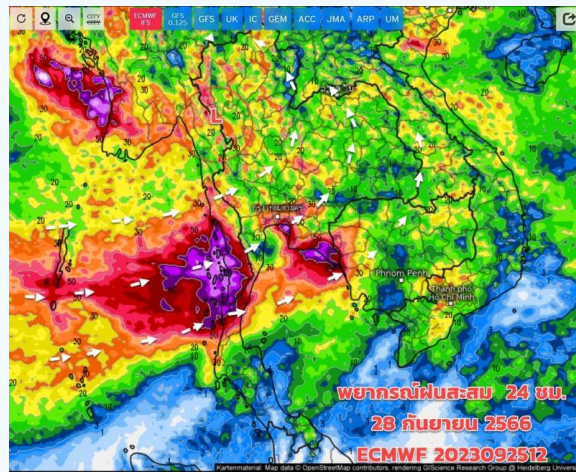 CITY
ECMWF IFS
GFS 0.125
GFS
UK
IC
GEM
ACC
JMA
ARP
UM
L
Phnom Penh
Thành phố
Hồ Chí Minh
พยากรณ์ฝนสะสม 24 ชม.
28 กันยายน 2566
ECMWF 2023092512
Kartenmaterial: Map data © OpenStreetMap contributors, rendering GIScience Research Group @ Heidelberg Univer